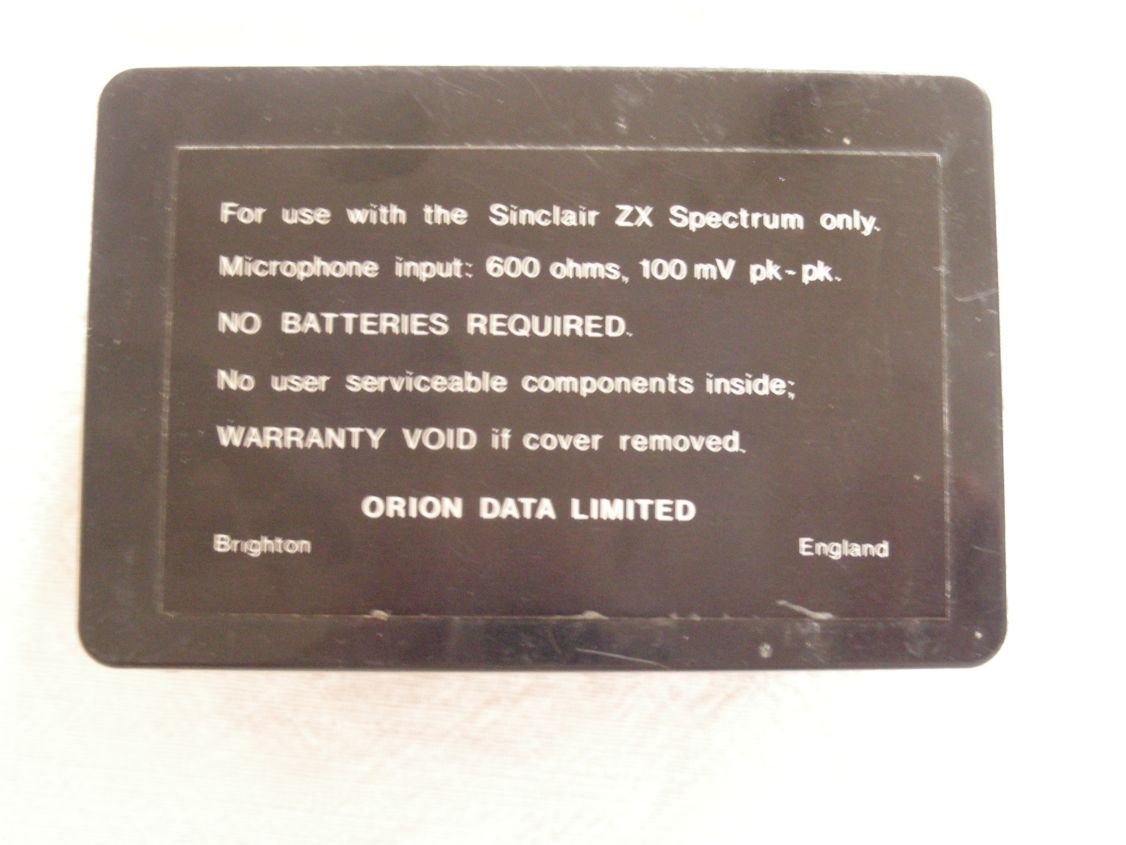 For use with the Sinclair ZX Spectrum only.
Microphone input: 600 ohms, 100 mV pk-pk.
NO BATTERIES REQUIRED.
No user serviceable components inside;
WARRANTY VOID if cover removed.
ORION DATA LIMITED
Brighton England